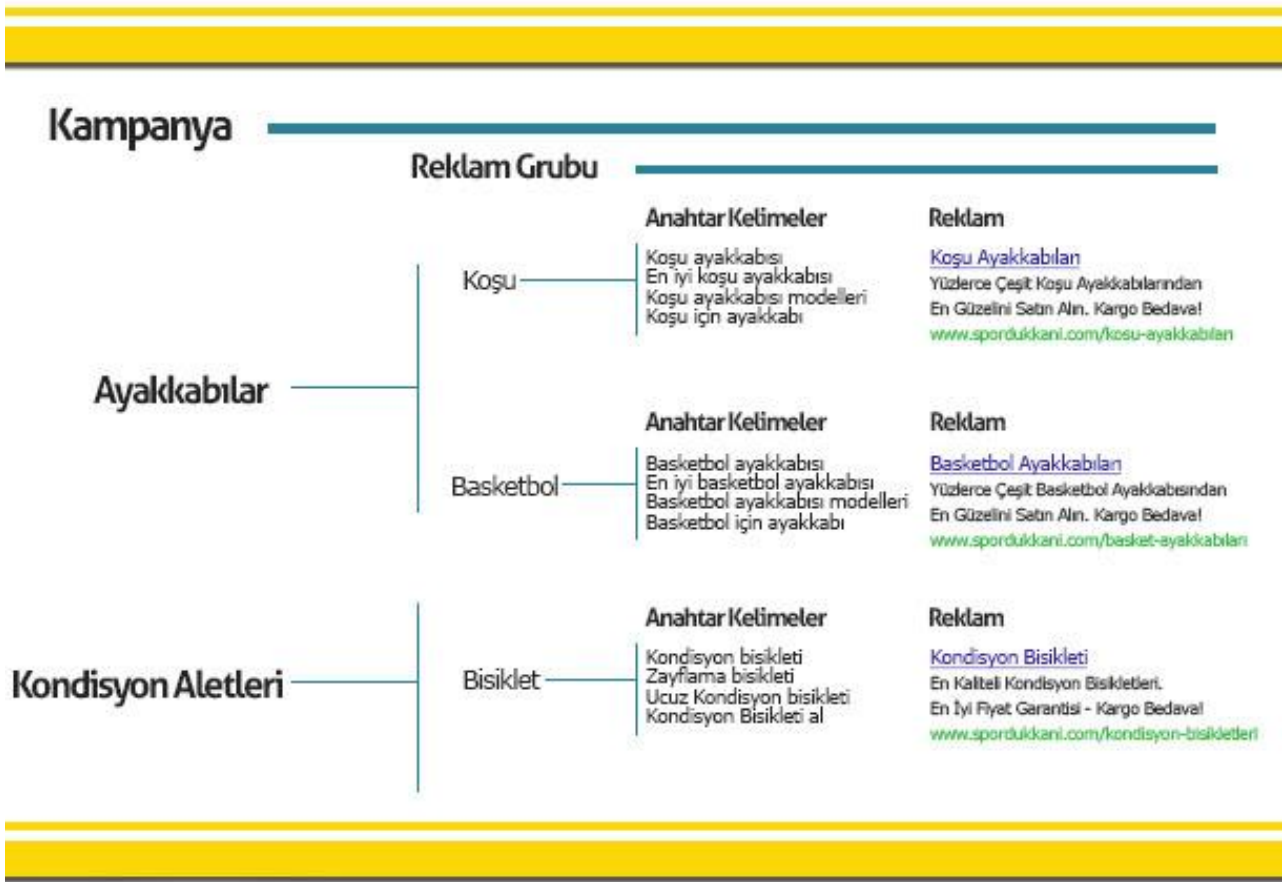 Kampanya
Reklam Grubu
Ayakkabılar
Koşu
Anahtar Kelimeler
Koşu ayakkabısı
En iyi koşu ayakkabısı
Koşu ayakkabısı modelleri
Koşu için ayakkabı
Reklam
Koşu Ayakkabıları
Yüzlerce Çeşit Koşu Ayakkabılarından
En Güzelini Satın Alın. Kargo Bedava!
www.spordukkani.com/kosu-ayakkabıları
Basketbol
Anahtar Kelimeler
Basketbol ayakkabısı
En iyi basketbol ayakkabısı
Basketbol ayakkabısı modelleri
Basketbol için ayakkabı
Reklam
Basketbol Ayakkabıları
Yüzlerce Çeşit Basketbol Ayakkabısından
En Güzelini Satın Alın. Kargo Bedava!
www.spordukkani.com/basket-ayakkabıları
Kondisyon Aletleri
Bisiklet
Anahtar Kelimeler
Kondisyon bisikleti
Zayflama bisikleti
Ucuz Kondisyon bisikleti
Kondisyon Bisikleti al
Reklam
Kondisyon Bisikleti
En Kaliteli Kondisyon Bisikletleri.
En İyi Fiyat Garantisi - Kargo Bedava!
www.spordukkani.com/kondisyon-bisikletleri